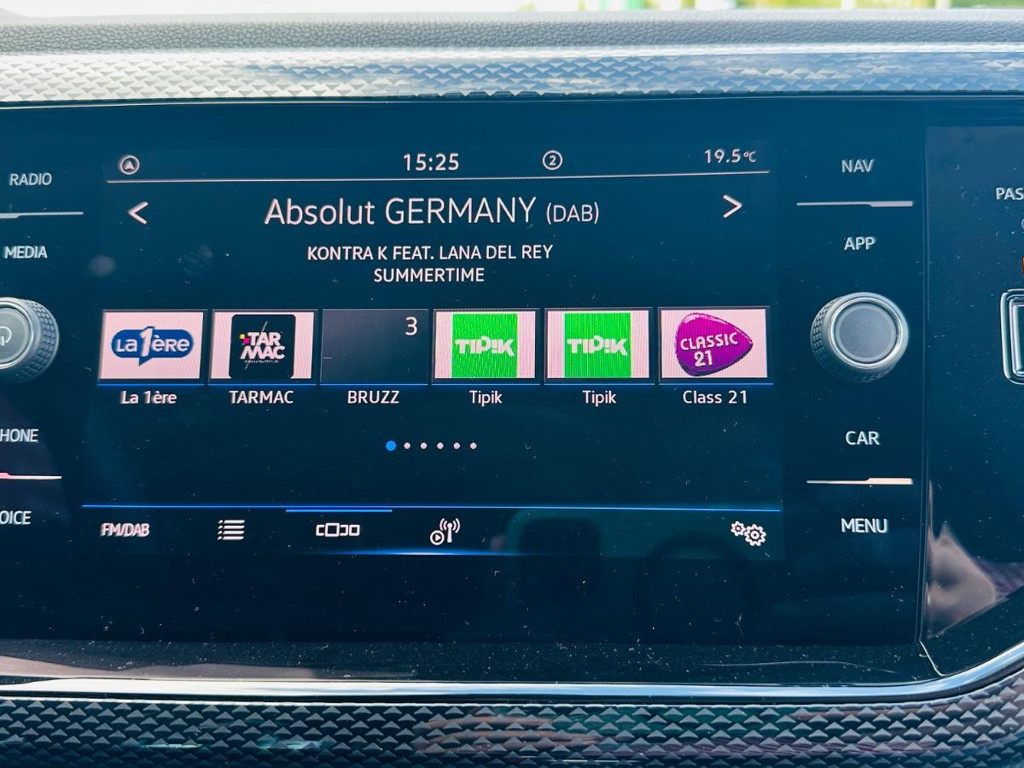 15:25
2
19.5°C
RADIO
NAV
Absolut GERMANY (DAB)
MEDIA
APP
KONTRA K FEAT. LANA DEL REY
SUMMERTIME
La 1ère
TAR
MAC
3
TIPIK
TIPIK
CLASSIC
21
La 1ère
TARMAC
BRUZZ
Tipik
Tipik
Class 21
HONE
CAR
OICE
FM/DAB
MENU
PAS